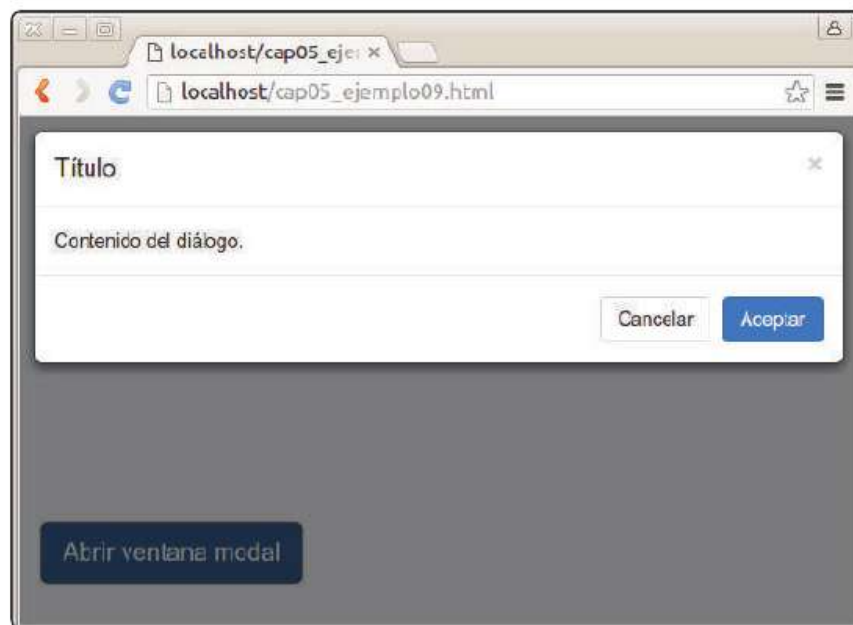 localhost/cap05_eje
localhost/cap05_ejemplo09.html
Título
Contenido del diálogo.
Cancelar Aceptar
Abrir ventana modal